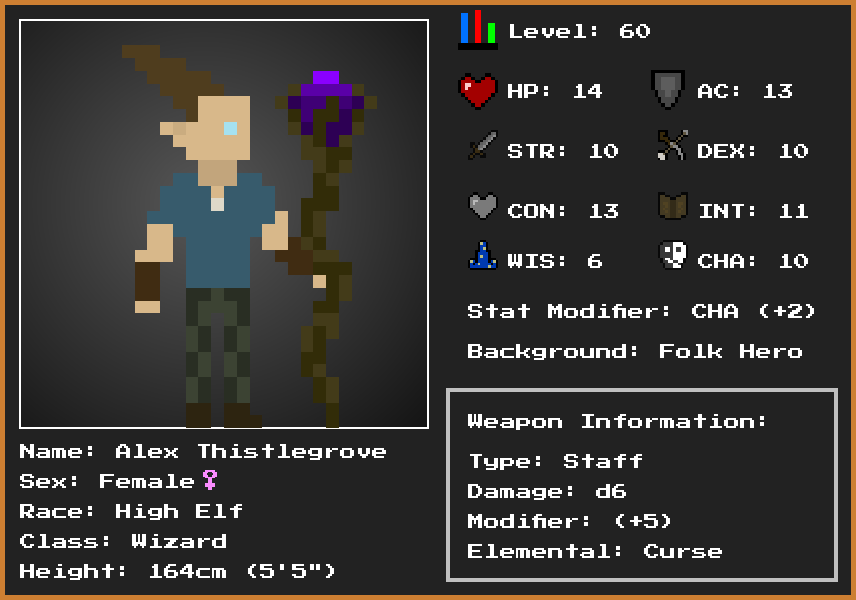 Level: 60
HP: 14 AC: 13
STR: 10 DEX: 10
CON: 13 INT: 11
WIS: 6 CHA: 10
Stat Modifier: CHA (+2)
Background: Folk Hero
Weapon Information:
Type: Staff
Damage: d6
Modifier: (+5)
Elemental: Curse
Name: Alex Thistlegrove
Sex: Female♀
Race: High Elf
Class: Wizard
Height: 164cm (5'5")